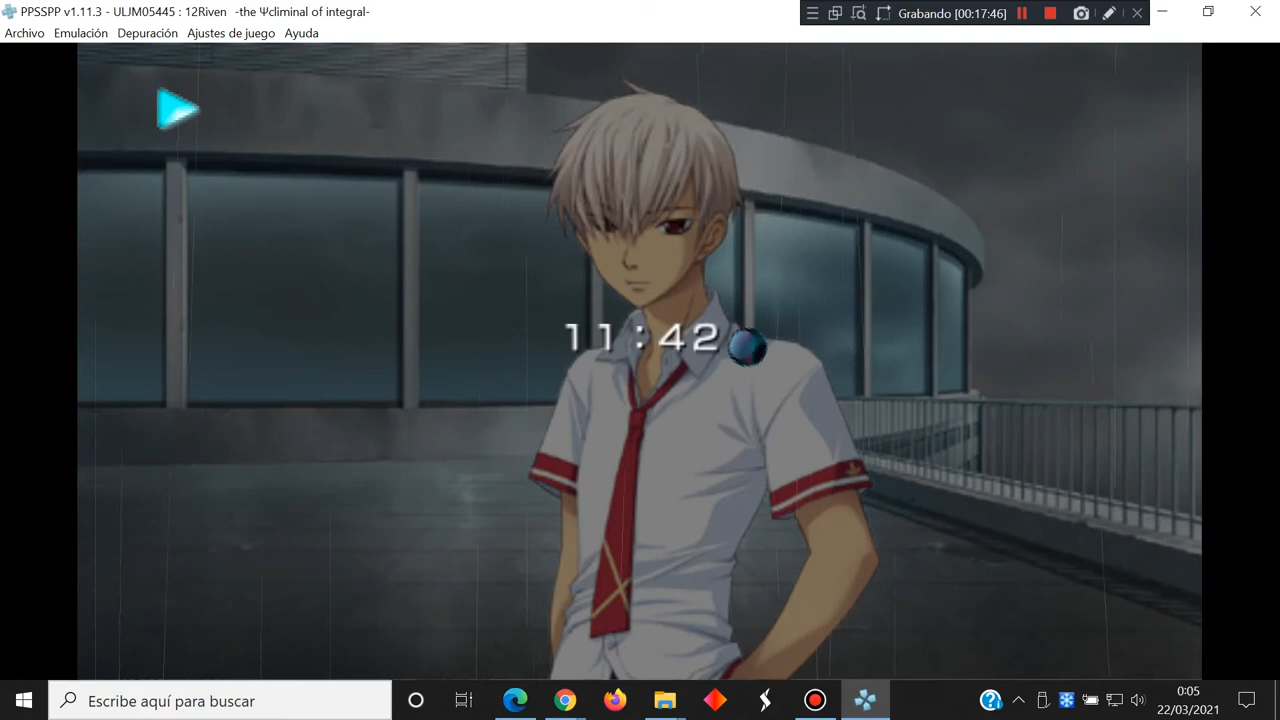 PPSSPP v1.11.3 - ULJM05445 : 12Riven -the Ψcliminal of integral-
Grabando [00:17:46]
Archivo Emulación Depuración Ajustes de juego Ayuda
11:42
Escribe aquí para buscar
0:05
22/03/2021